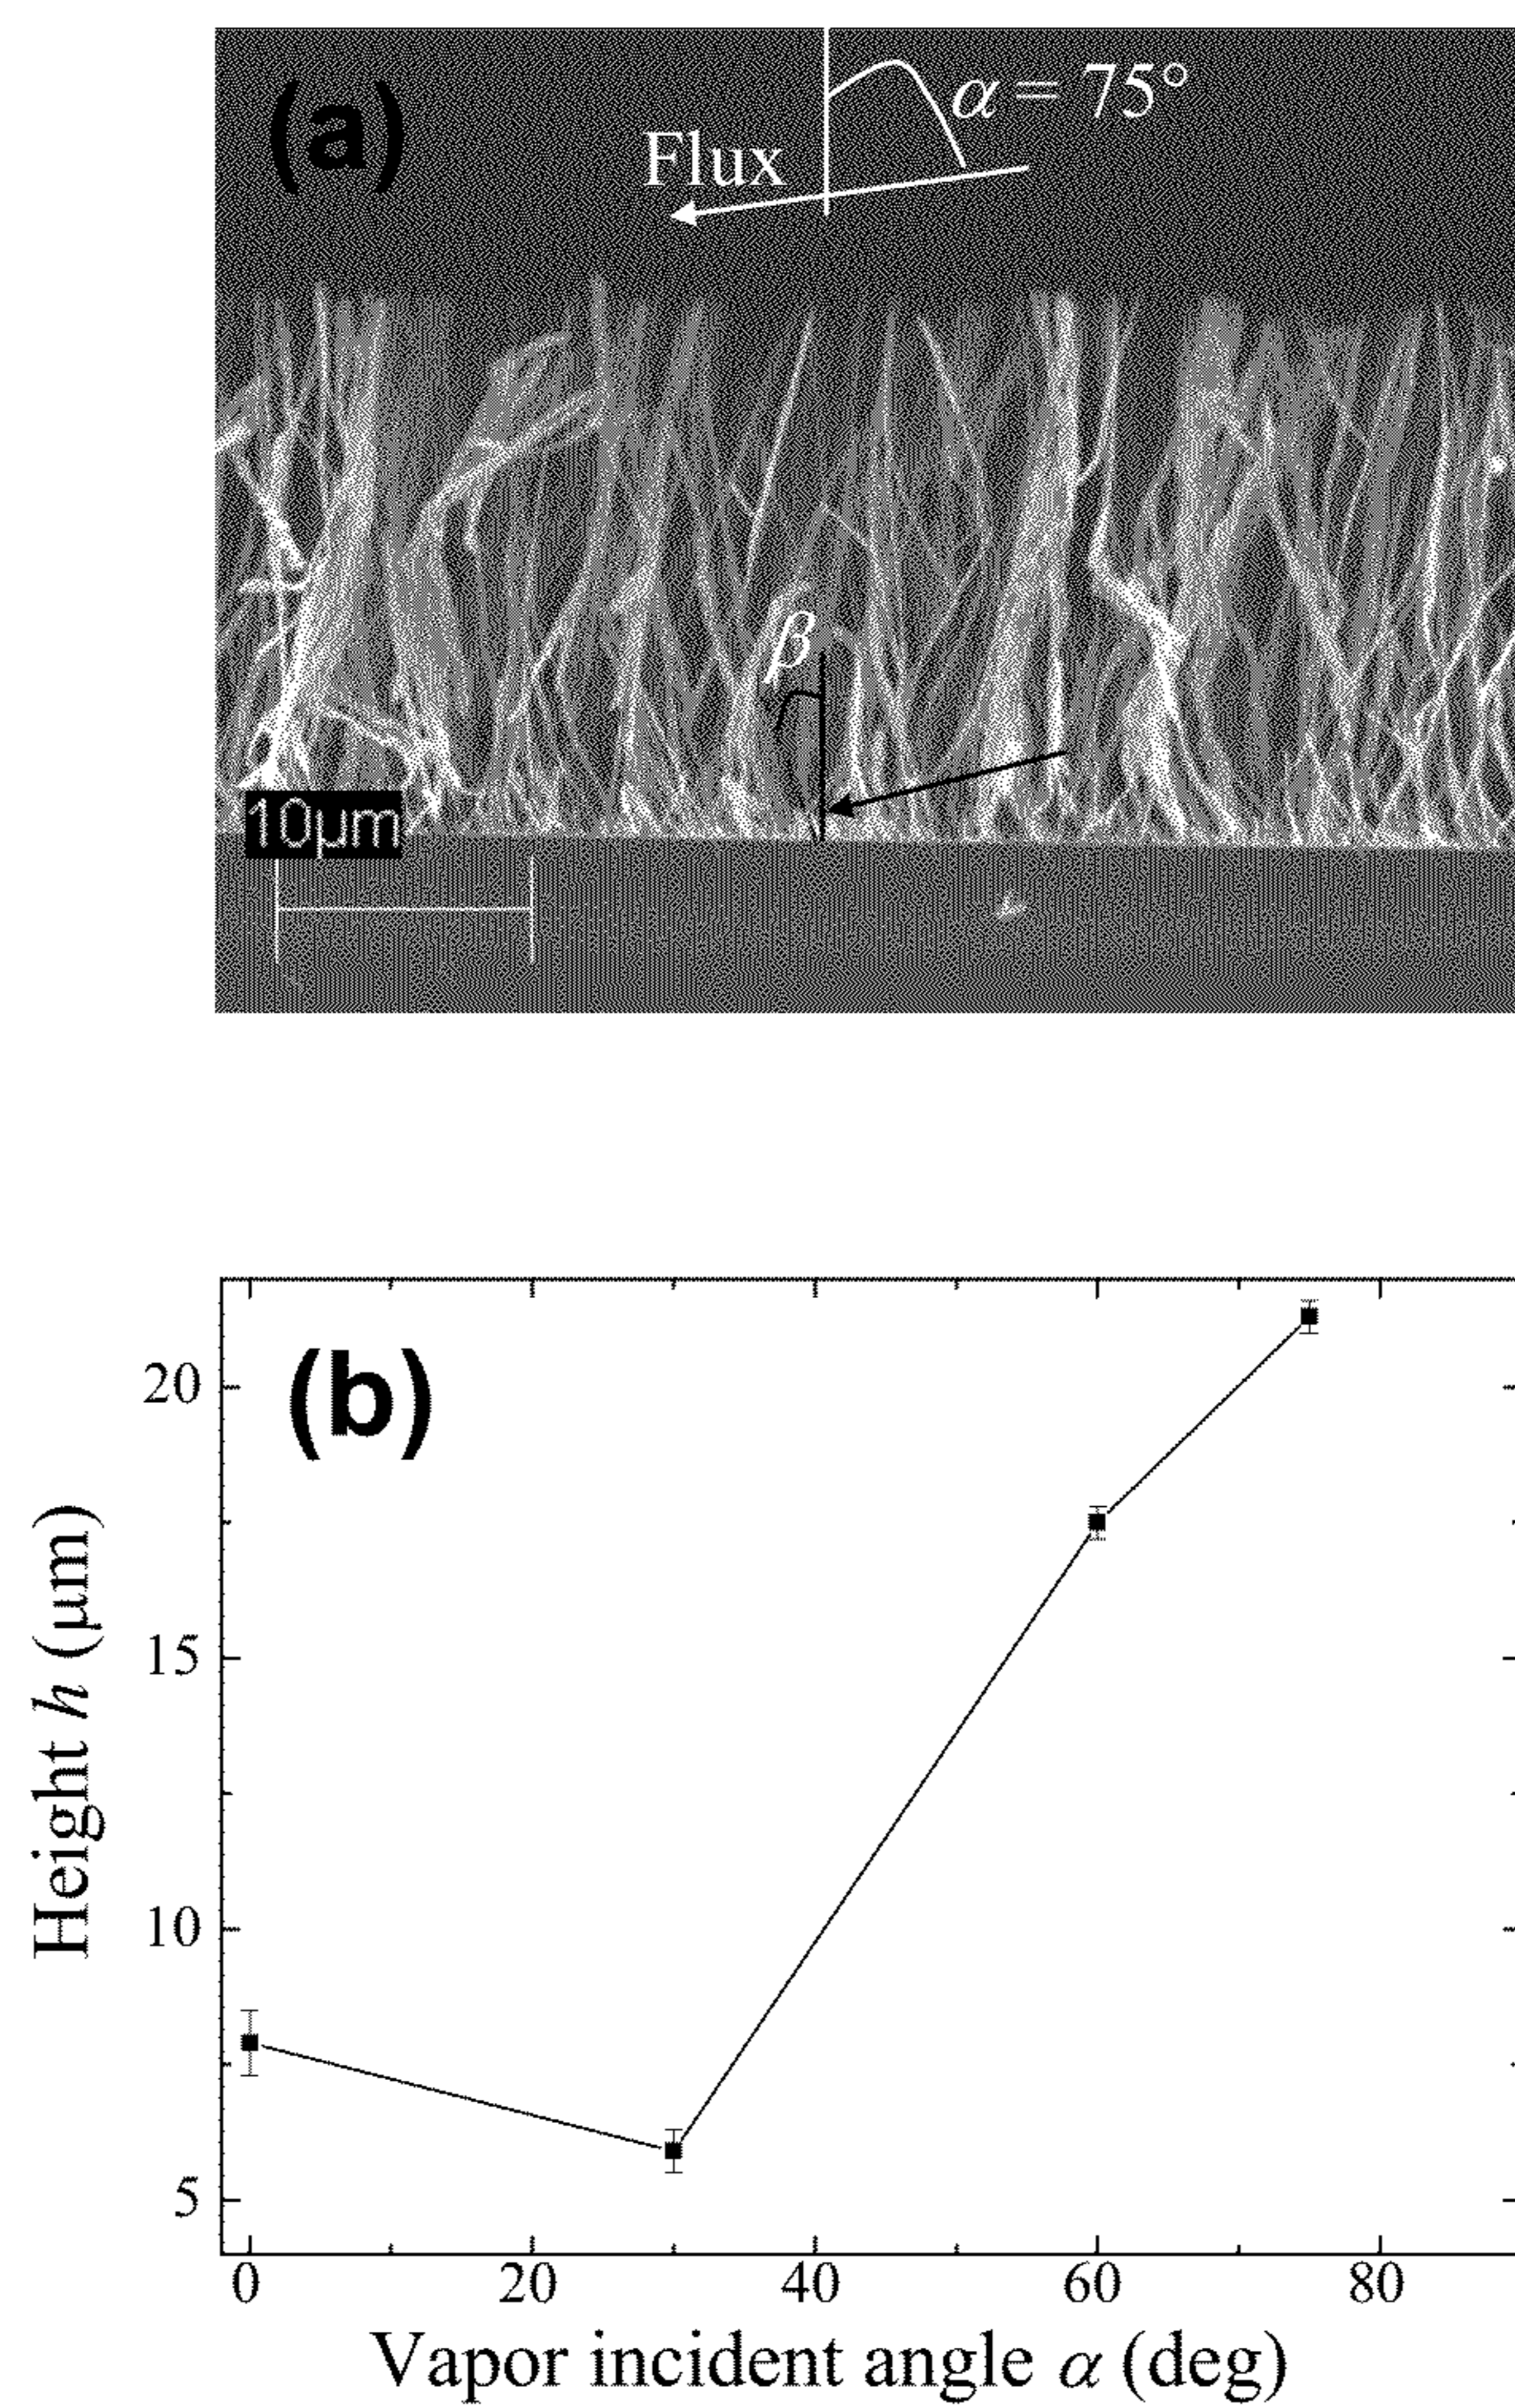 (a)
α = 75°
Flux
β
10μm
(b)
20
15
10
5
Height h (μm)
0 20 40 60 80
Vapor incident angle α (deg)